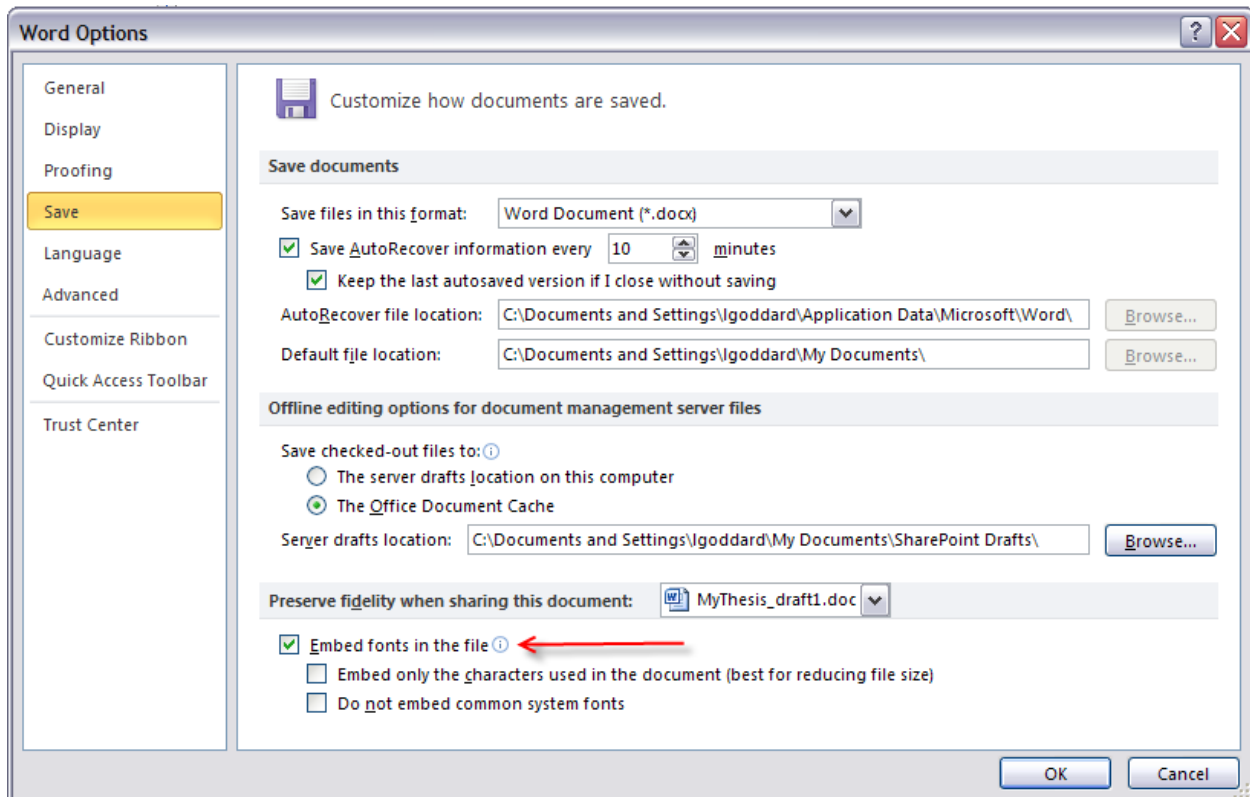 Word Options
General
Display
Proofing
Save
Language
Advanced
Customize Ribbon
Quick Access Toolbar
Trust Center
Customize how documents are saved.
Save documents
Save files in this format: Word Document (*.docx)
Save AutoRecover information every 10 minutes
Keep the last autosaved version if I close without saving
AutoRecover file location: C:\Documents and Settings\lgoddard\Application Data\Microsoft\Word\ Browse...
Default file location: C:\Documents and Settings\lgoddard\My Documents\ Browse...
Offline editing options for document management server files
Save checked-out files to:
The server drafts location on this computer
The Office Document Cache
Server drafts location: C:\Documents and Settings\lgoddard\My Documents\SharePoint Drafts\ Browse...
Preserve fidelity when sharing this document: MyThesis_draft1.doc
Embed fonts in the file
Embed only the characters used in the document (best for reducing file size)
Do not embed common system fonts
OK Cancel